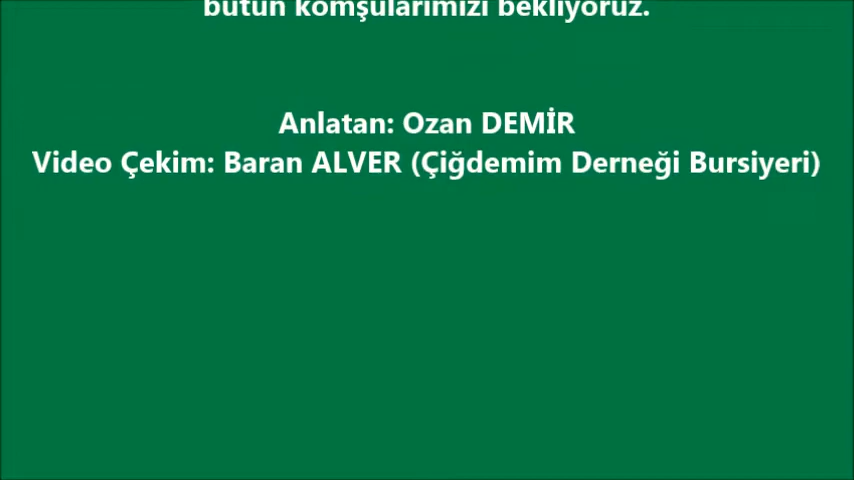 bütün komşularımızı bekliyoruz.
Anlatan: Ozan DEMİR
Video Çekim: Baran ALVER (Çiğdemim Derneği Bursiyeri)